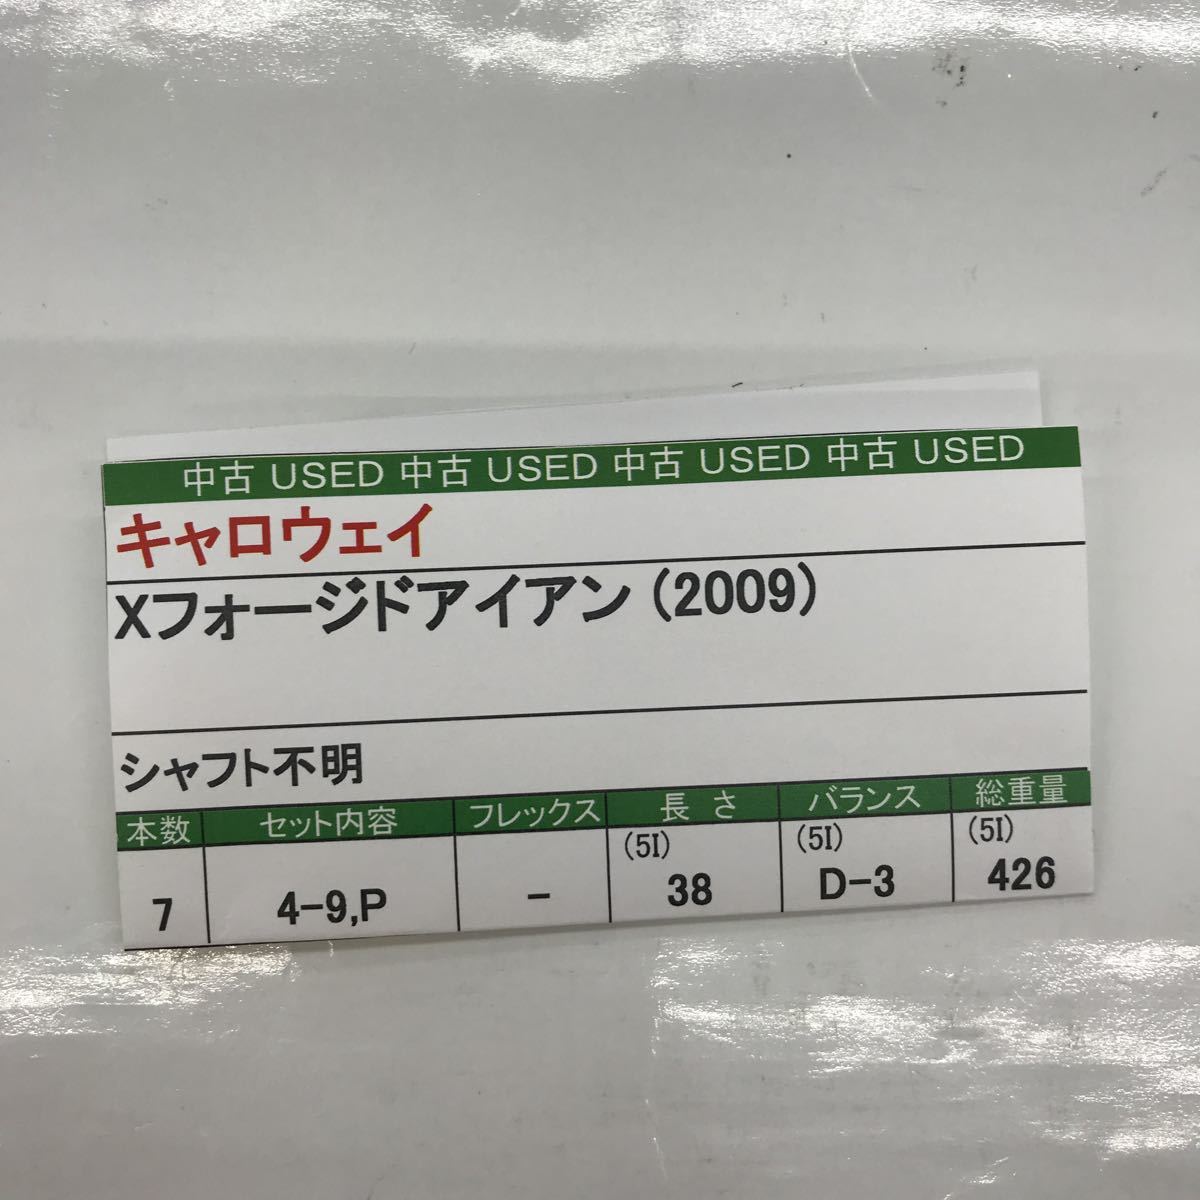 中古 USED 中古 USED 中古 USED 中古 USED
キャロウェイ
Xフォージドアイアン(2009)
シャフト不明
本数 セット内容 フレックス 長さ バランス 総重量
(5I) (5I) (5I)
7 4-9,P - 38 D-3 426